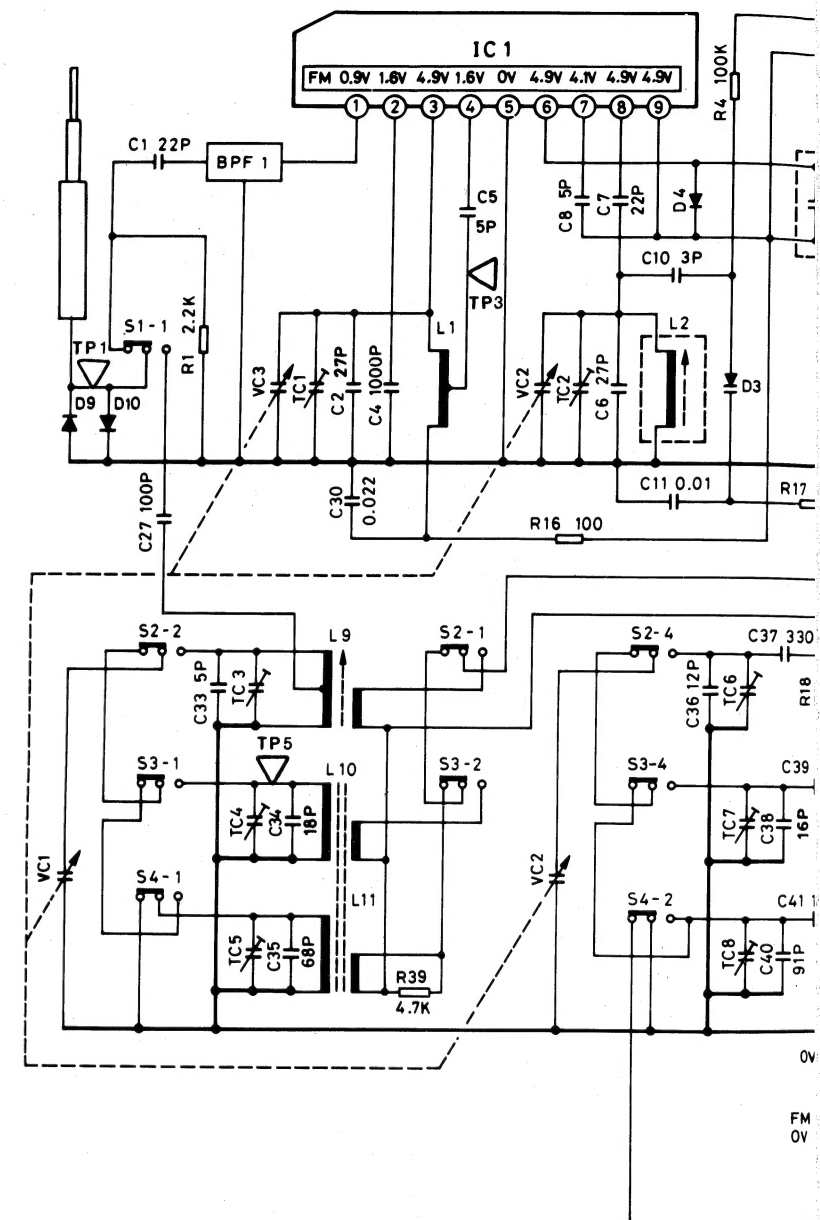 IC 1
FM 0.9V 1.6V 4.9V 1.6V 0V 4.9V 4.1V 4.9V 4.9V
1 2 3 4 5 6 7 8 9
R4 100K
C1 22P
BPF 1
C5
5P
C8 5P
C7
22P
D4
C10 3P
TP3
S1-1
R1 2.2K
TP1
D9 D10
VC3
TC1
C2 27P
C4 1000P
L1
VC2
TC2
C6 27P
L2
D3
C27 100P
C30
0.022
C11 0.01
R17
R16 100
S2-2
L9
S2-1
S2-4
C37 330
C33 5P
TC3
C36 12P
TC6
R18
TP5
S3-1
L10
S3-2
S3-4
C39
TC4
C34
18P
TC7
C38
16P
VC1
S4-1
L11
VC2
S4-2
C41 1
TC5
C35
68P
R39
4.7K
TC8
C40
91P
0V
FM
0V